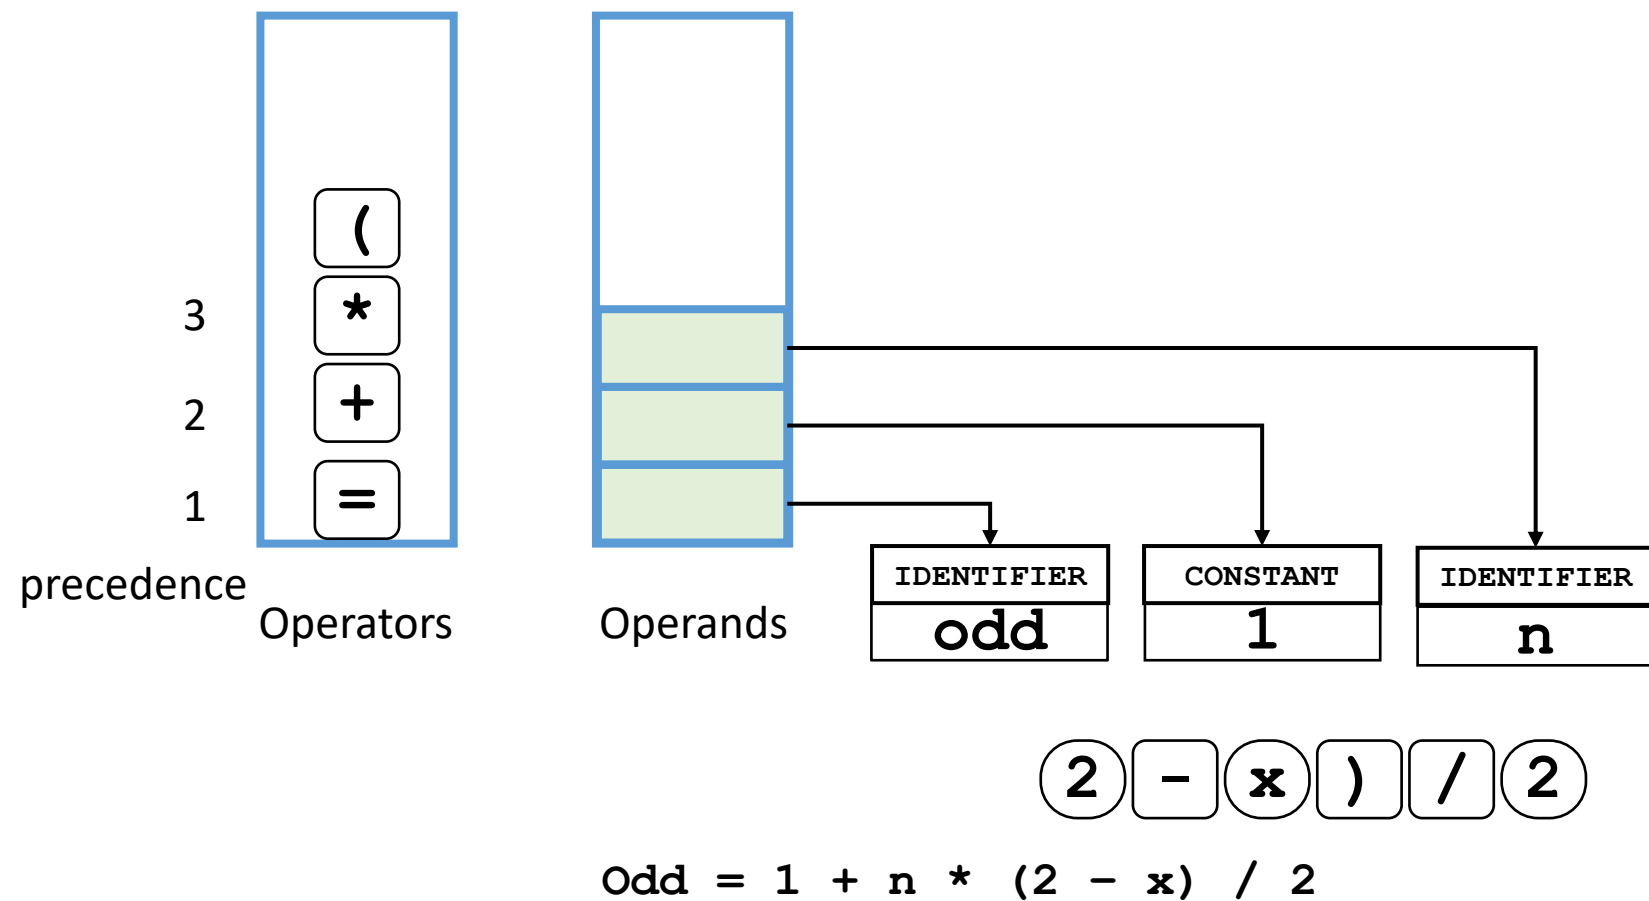 (
3 *
2 +
1 =
precedence
Operators
Operands
IDENTIFIER
odd
CONSTANT
1
IDENTIFIER
n
2 - x ) / 2
Odd = 1 + n * (2 – x) / 2